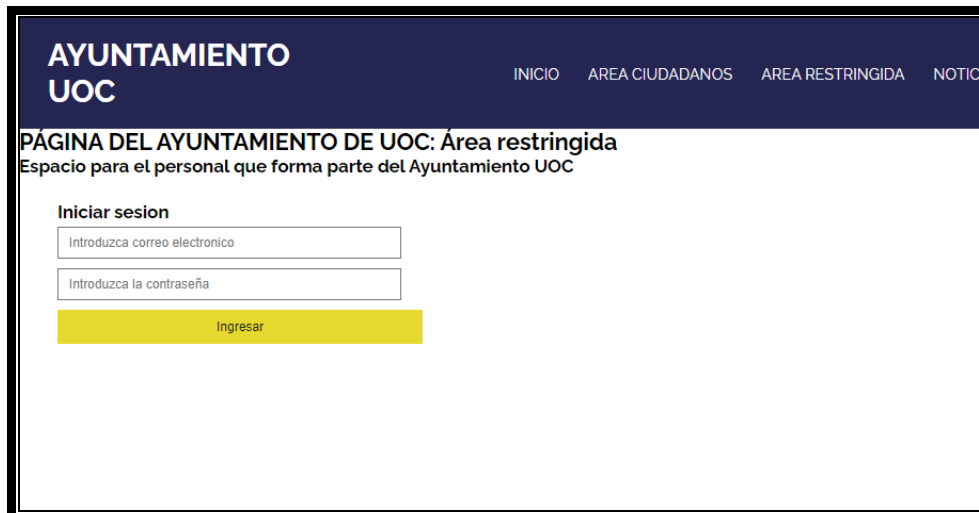 AYUNTAMIENTO
UOC
INICIO AREA CIUDADANOS AREA RESTRINGIDA NOTIC
PÁGINA DEL AYUNTAMIENTO DE UOC: Área restringida
Espacio para el personal que forma parte del Ayuntamiento UOC
Iniciar sesion
Introduzca correo electronico
Introduzca la contraseña
Ingresar